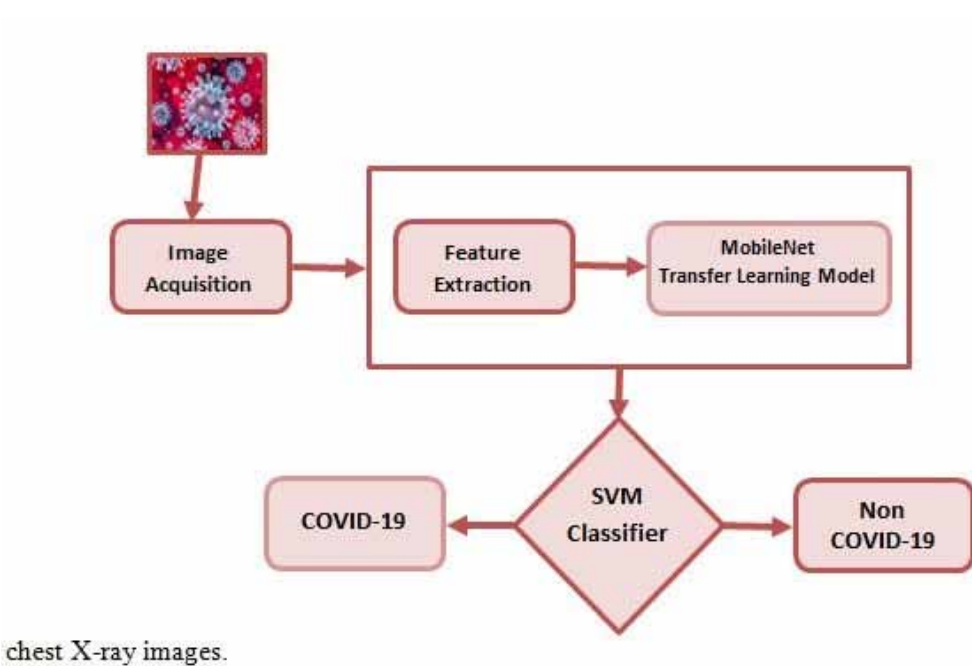 Image
Acquisition
Feature
Extraction
MobileNet
Transfer Learning Model
SVM
Classifier
COVID-19
Non
COVID-19
chest X-ray images.